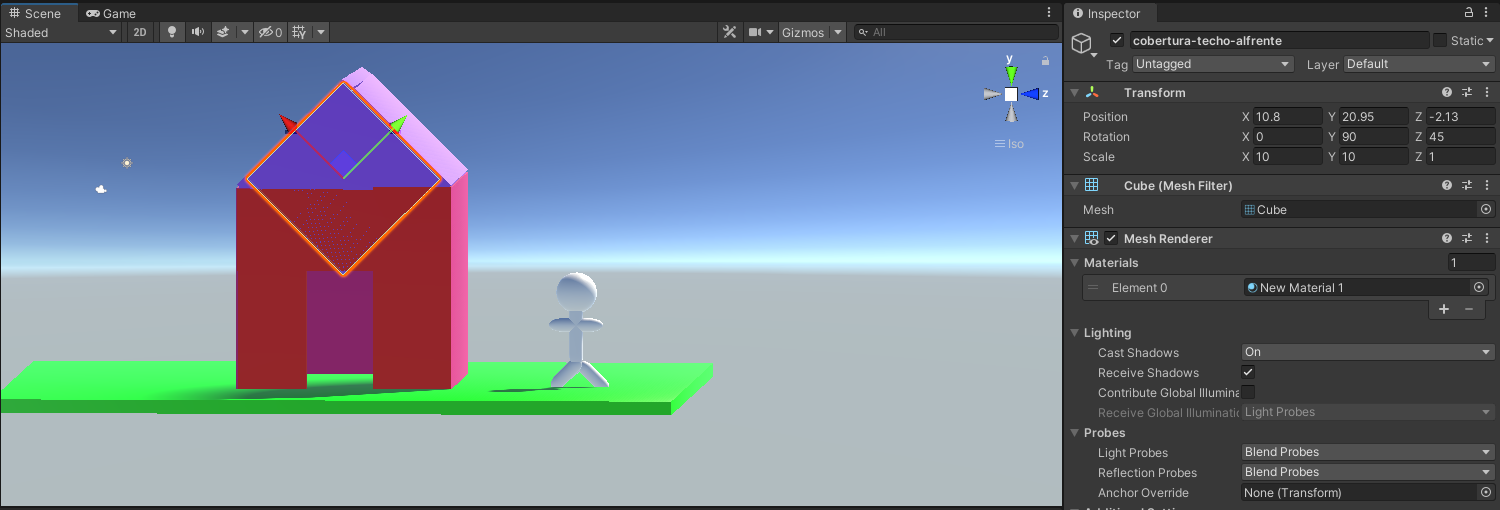 Scene Game
Shaded 2D 0 Gizmos All
y
z
Iso
Inspector
cobertura-techo-alfrente Static
Tag Untagged Layer Default
Transform
Position X 10.8 Y 20.95 Z -2.13
Rotation X 0 Y 90 Z 45
Scale X 10 Y 10 Z 1
Cube (Mesh Filter)
Mesh Cube
Mesh Renderer
Materials 1
Element 0 New Material 1
Lighting
Cast Shadows On
Receive Shadows
Contribute Global Illumina
Receive Global Illuminatic Light Probes
Probes
Light Probes Blend Probes
Reflection Probes Blend Probes
Anchor Override None (Transform)